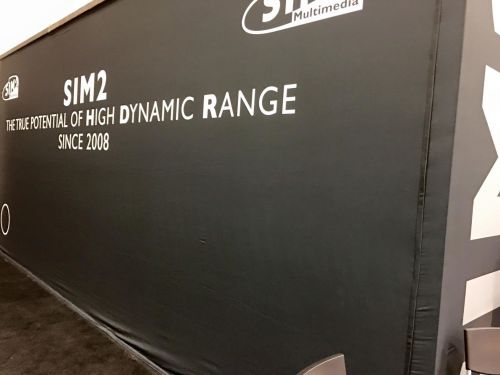 SIM2
Multimedia
SIM2
THE TRUE POTENTIAL OF HIGH DYNAMIC RANGE
SINCE 2008